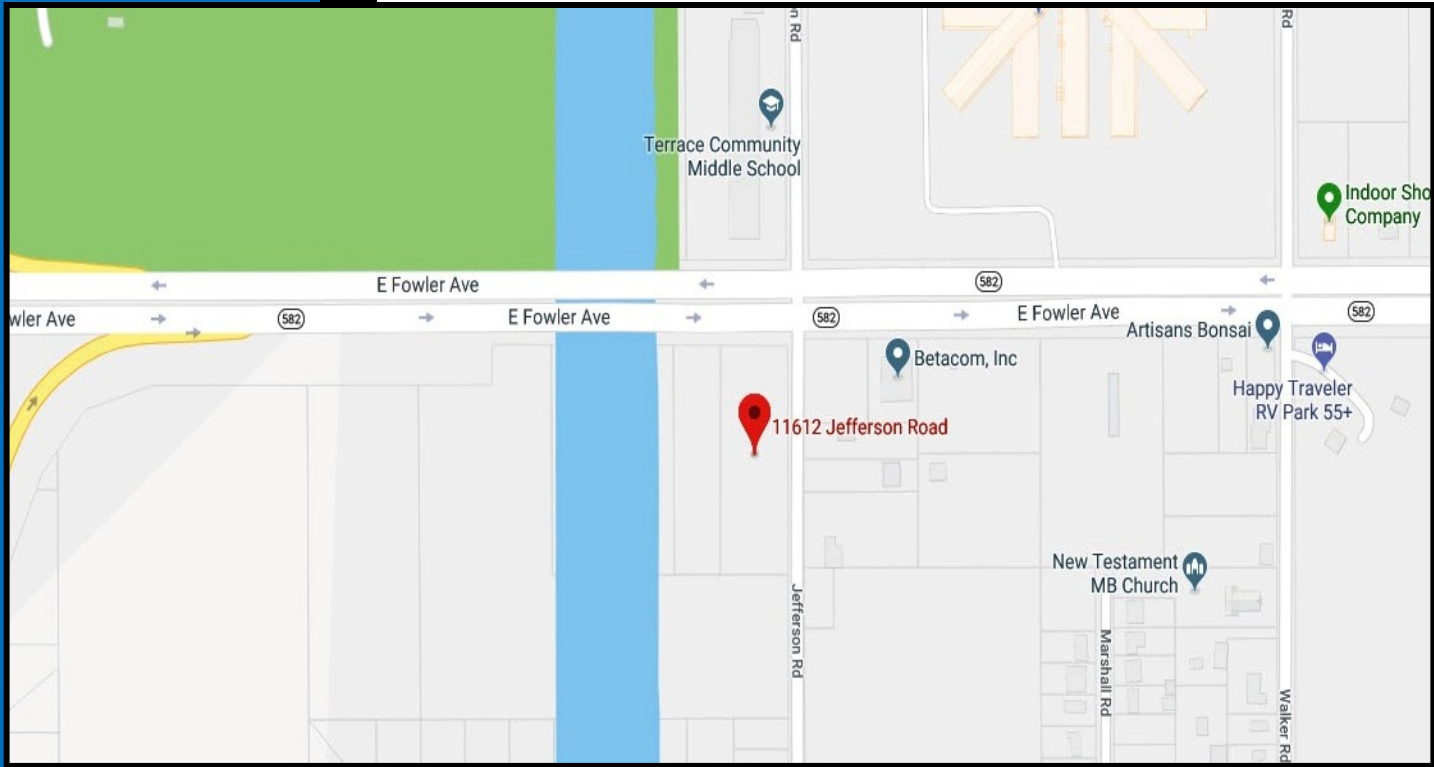 n Rd
Rd
Terrace Community
Middle School
Indoor Sho
Company
E Fowler Ave
582
wler Ave
582
E Fowler Ave
582
E Fowler Ave
582
Artisans Bonsai
Betacom, Inc
Happy Traveler
RV Park 55+
11612 Jefferson Road
New Testament
MB Church
Jefferson Rd
Marshall Rd
Walker Rd